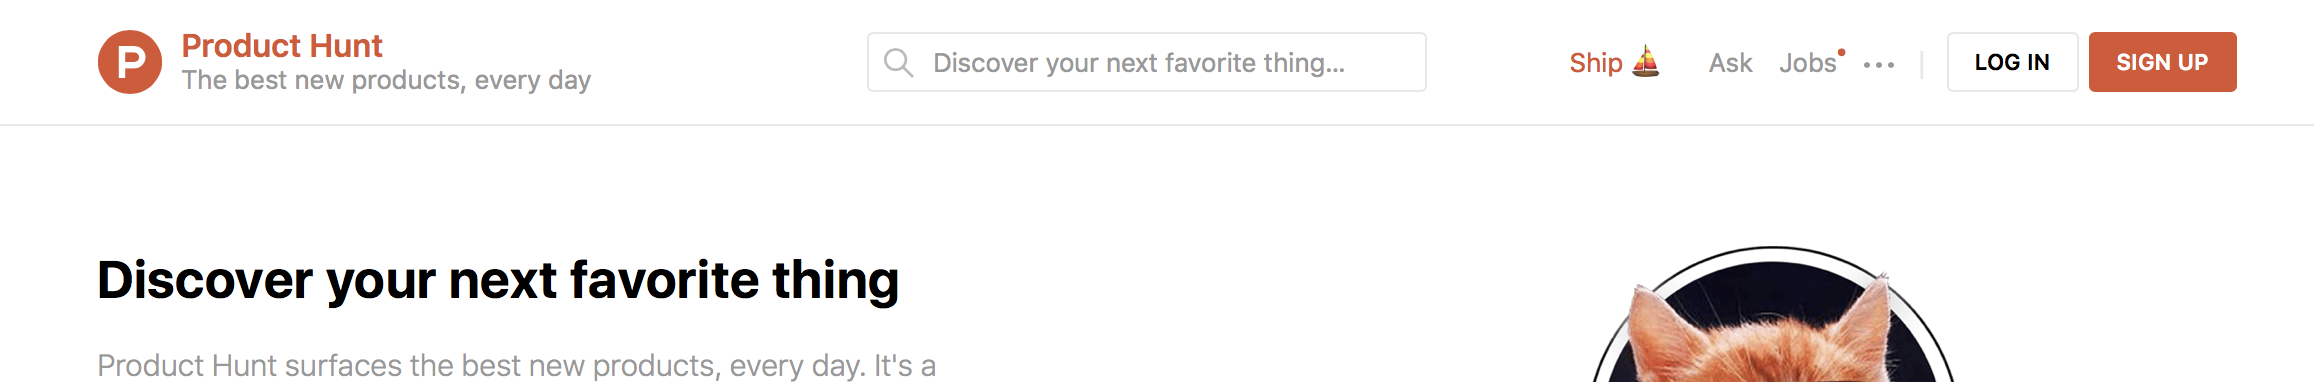 P
Product Hunt
The best new products, every day
Discover your next favorite thing...
Ship
Ask
Jobs
LOG IN
SIGN UP
Discover your next favorite thing
Product Hunt surfaces the best new products, every day. It's a